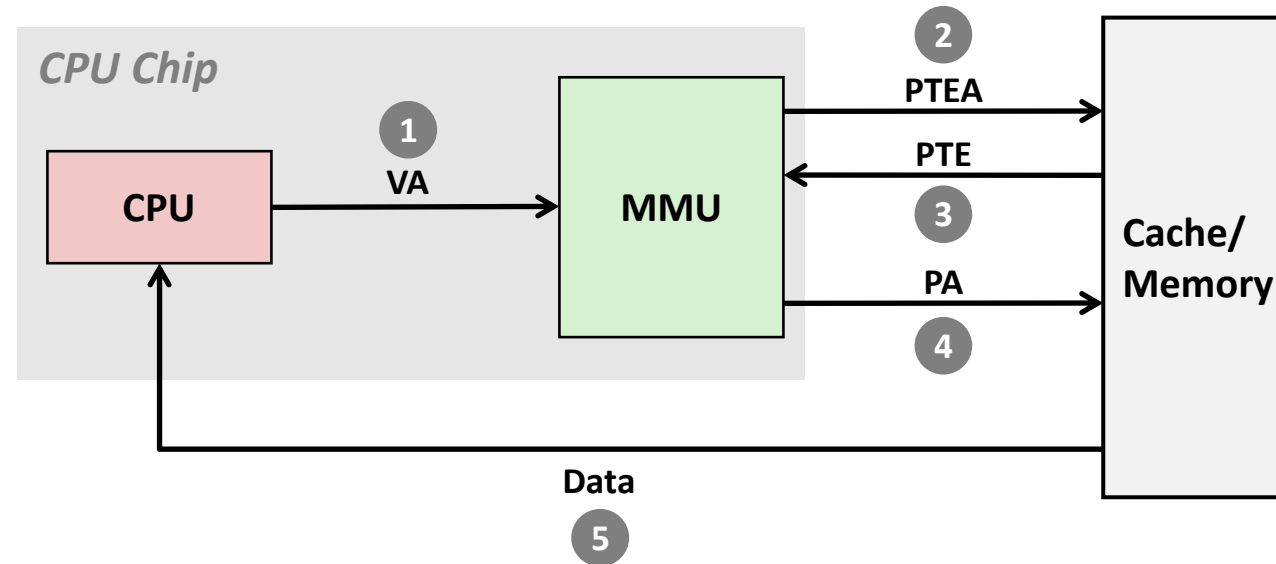 CPU Chip
2
PTEA
1
VA
PTE
3
CPU
MMU
Cache/
Memory
PA
4
Data
5